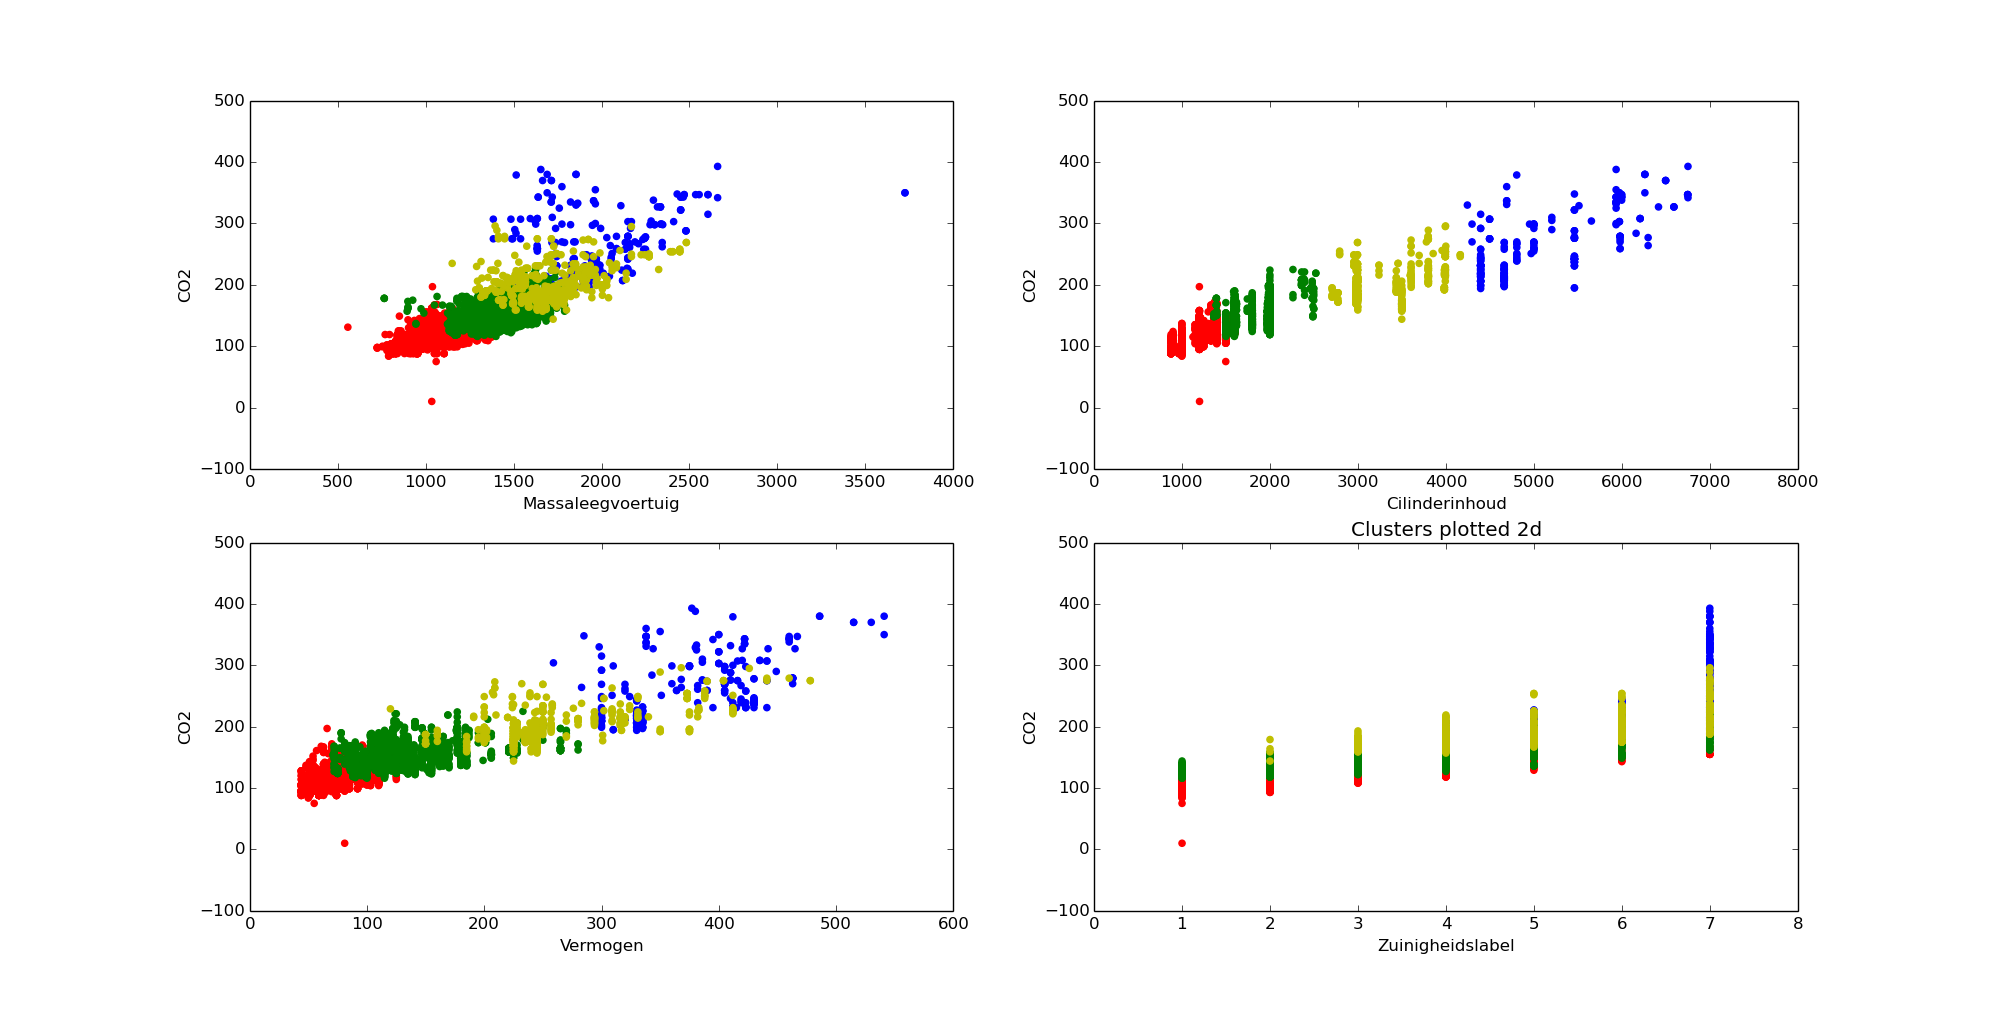 500
400
300
200
100
0
−100
CO2
0 500 1000 1500 2000 2500 3000 3500 4000
Massaleegvoertuig
500
400
300
200
100
0
−100
CO2
0 1000 2000 3000 4000 5000 6000 7000 8000
Cilinderinhoud
500
400
300
200
100
0
−100
CO2
0 100 200 300 400 500 600
Vermogen
Clusters plotted 2d
500
400
300
200
100
0
−100
CO2
0 1 2 3 4 5 6 7 8
Zuinigheidslabel